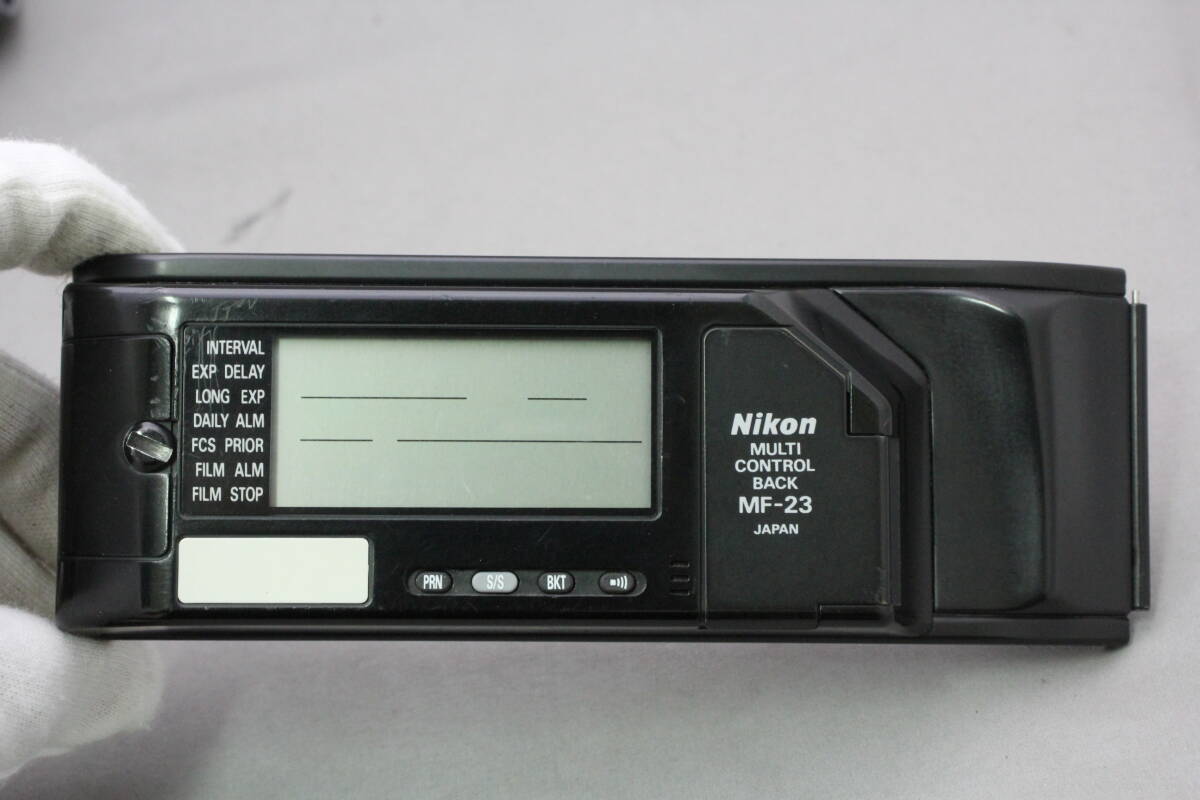 INTERVAL
EXP DELAY
LONG EXP
DAILY ALM
FCS PRIOR
FILM ALM
FILM STOP
Nikon
MULTI
CONTROL
BACK
MF-23
JAPAN
PRN S/S BKT